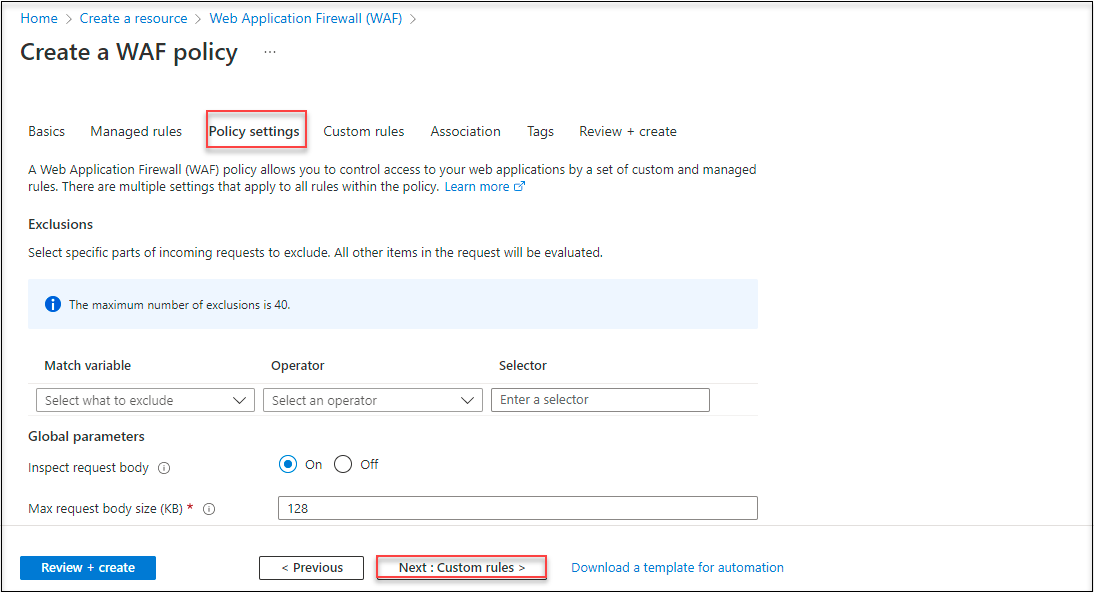 Home > Create a resource > Web Application Firewall (WAF) >
Create a WAF policy ...
Basics Managed rules Policy settings Custom rules Association Tags Review + create
A Web Application Firewall (WAF) policy allows you to control access to your web applications by a set of custom and managed
rules. There are multiple settings that apply to all rules within the policy. Learn more
Exclusions
Select specific parts of incoming requests to exclude. All other items in the request will be evaluated.
The maximum number of exclusions is 40.
Match variable Operator Selector
Select what to exclude Select an operator Enter a selector
Global parameters
Inspect request body On Off
Max request body size (KB) * 128
Review + create < Previous Next : Custom rules > Download a template for automation